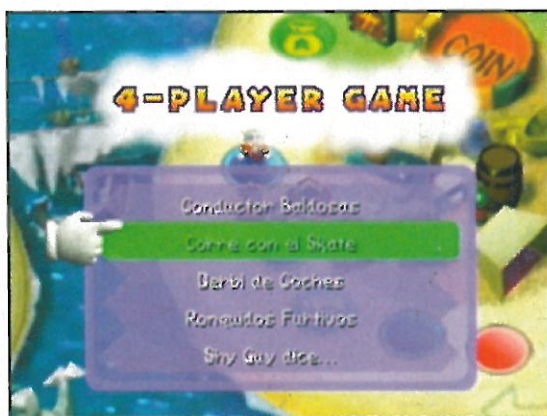 COIN
4-PLAYER GAME
Conductor Baldosas
Corre con el Skate
Derbi de Coches
Ronquidos Furtivos
Shy Guy dice...